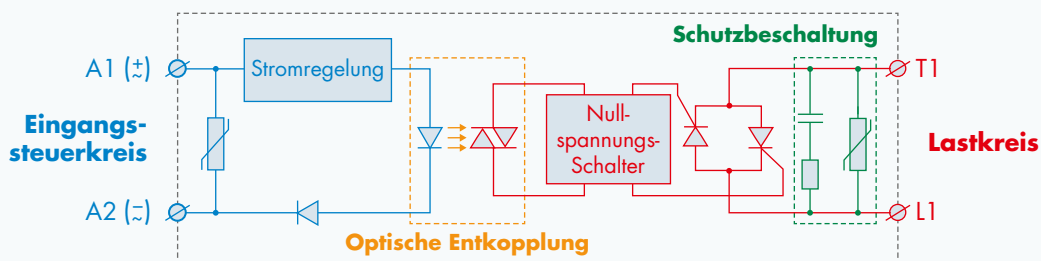 Schutzbeschaltung
A1 (±̰)
Stromregelung
T1
Eingangs-
steuerkreis
Null-
spannungs-
Schalter
Lastkreis
A2 (−̰)
L1
Optische Entkopplung